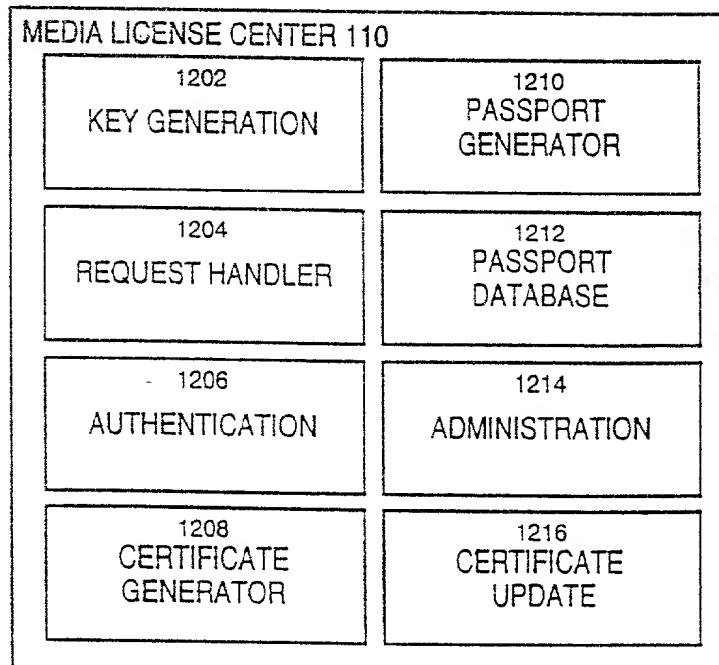 MEDIA LICENSE CENTER 110
1202
KEY GENERATION
1210
PASSPORT
GENERATOR
1204
REQUEST HANDLER
1212
PASSPORT
DATABASE
1206
AUTHENTICATION
1214
ADMINISTRATION
1208
CERTIFICATE
GENERATOR
1216
CERTIFICATE
UPDATE